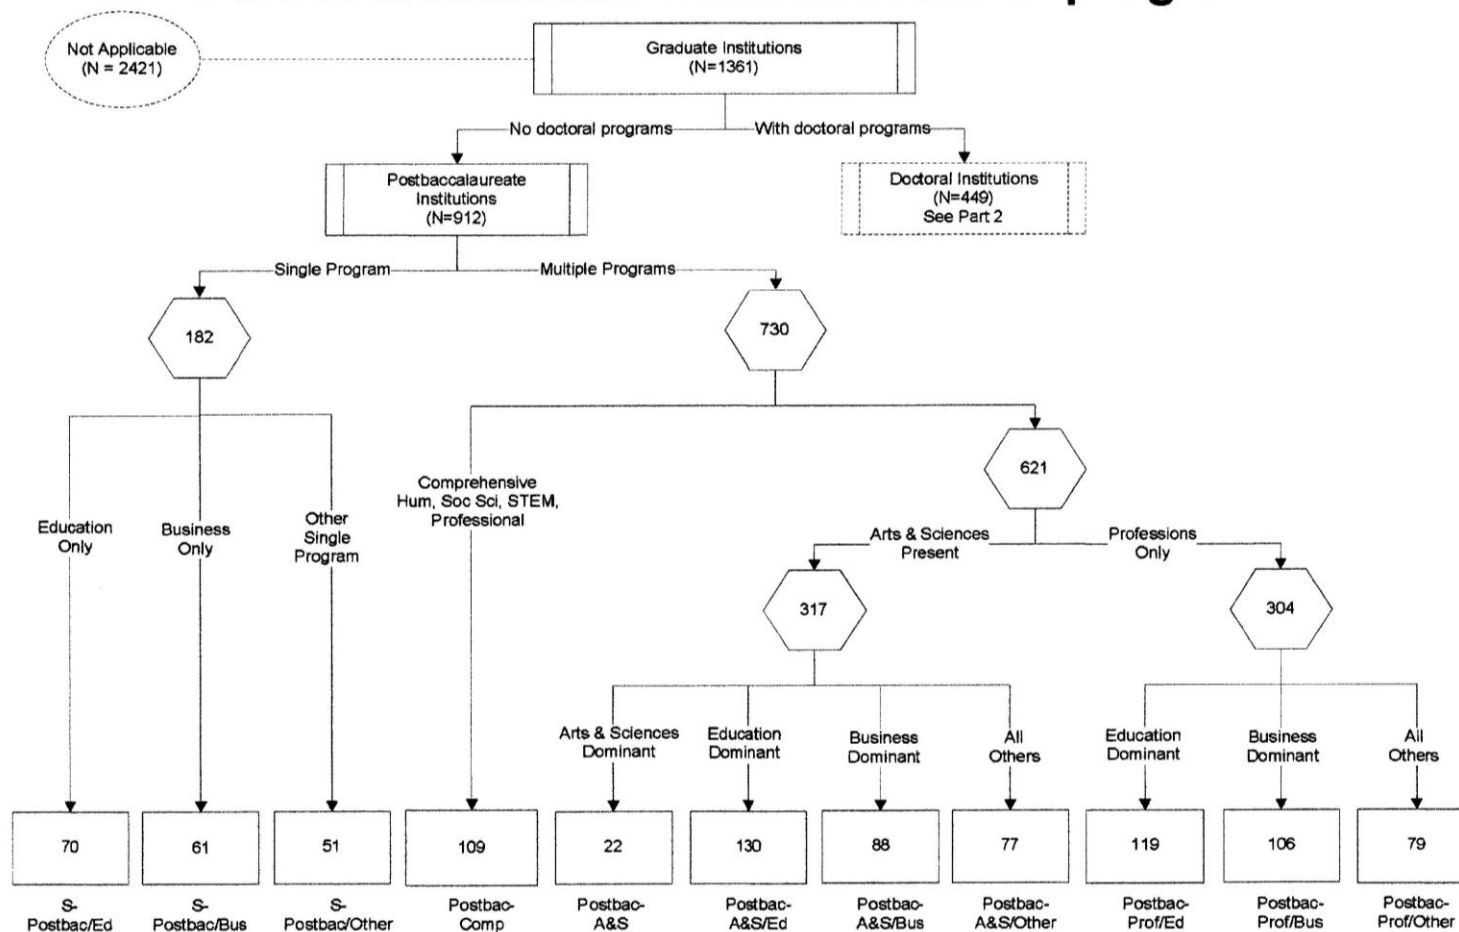 Not Applicable
(N = 2421)
Graduate Institutions
(N=1361)
No doctoral programs
With doctoral programs
Postbaccalaureate
Institutions
(N=912)
Doctoral Institutions
(N=449)
See Part 2
Single Program
Multiple Programs
182
730
621
Comprehensive
Hum, Soc Sci, STEM,
Professional
Education
Only
Business
Only
Other
Single
Program
Arts & Sciences
Present
Professions
Only
317
304
Arts & Sciences
Dominant
Education
Dominant
Business
Dominant
All
Others
Education
Dominant
Business
Dominant
All
Others
70
61
51
109
22
130
88
77
119
106
79
S-
Postbac/Ed
S-
Postbac/Bus
S-
Postbac/Other
Postbac-
Comp
Postbac-
A&S
Postbac-
A&S/Ed
Postbac-
A&S/Bus
Postbac-
A&S/Other
Postbac-
Prof/Ed
Postbac-
Prof/Bus
Postbac-
Prof/Other